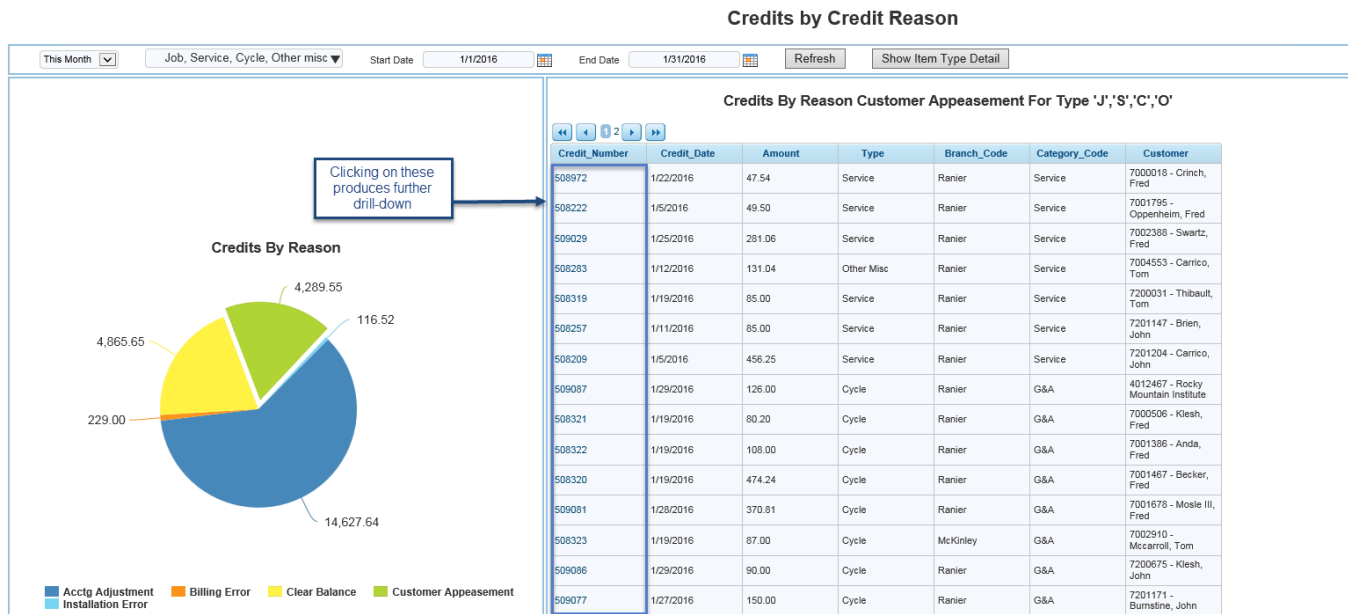 Credits by Credit Reason
This Month Job, Service, Cycle, Other misc Start Date 1/1/2016 End Date 1/31/2016 Refresh Show Item Type Detail
Clicking on these
produces further
drill-down
Credits By Reason
4,289.55
116.52
4,865.65
229.00
14,627.64
Acctg Adjustment Billing Error Clear Balance Customer Appeasement
Installation Error
Credits By Reason Customer Appeasement For Type 'J','S','C','O'
1 2
Credit_Number Credit_Date Amount Type Branch_Code Category_Code Customer
508972 1/22/2016 47.54 Service Ranier Service 7000018 - Crinch,
Fred
508222 1/5/2016 49.50 Service Ranier Service 7001795 -
Oppenheim, Fred
509029 1/25/2016 281.06 Service Ranier Service 7002388 - Swartz,
Fred
508283 1/12/2016 131.04 Other Misc Ranier Service 7004553 - Carrico,
Tom
508319 1/19/2016 85.00 Service Ranier Service 7200031 - Thibault,
Tom
508257 1/11/2016 85.00 Service Ranier Service 7201147 - Brien,
John
508209 1/5/2016 456.25 Service Ranier Service 7201204 - Carrico,
John
509087 1/29/2016 126.00 Cycle Ranier G&A 4012467 - Rocky
Mountain Institute
508321 1/19/2016 80.20 Cycle Ranier G&A 7000506 - Klesh,
Fred
508322 1/19/2016 108.00 Cycle Ranier G&A 7001386 - Anda,
Fred
508320 1/19/2016 474.24 Cycle Ranier G&A 7001467 - Becker,
Fred
509081 1/28/2016 370.81 Cycle Ranier G&A 7001678 - Mosle III,
Fred
508323 1/19/2016 87.00 Cycle McKinley G&A 7002910 -
Mccarroll, Tom
509086 1/29/2016 90.00 Cycle Ranier G&A 7200675 - Klesh,
John
509077 1/27/2016 150.00 Cycle Ranier G&A 7201171 -
Burnstine, John